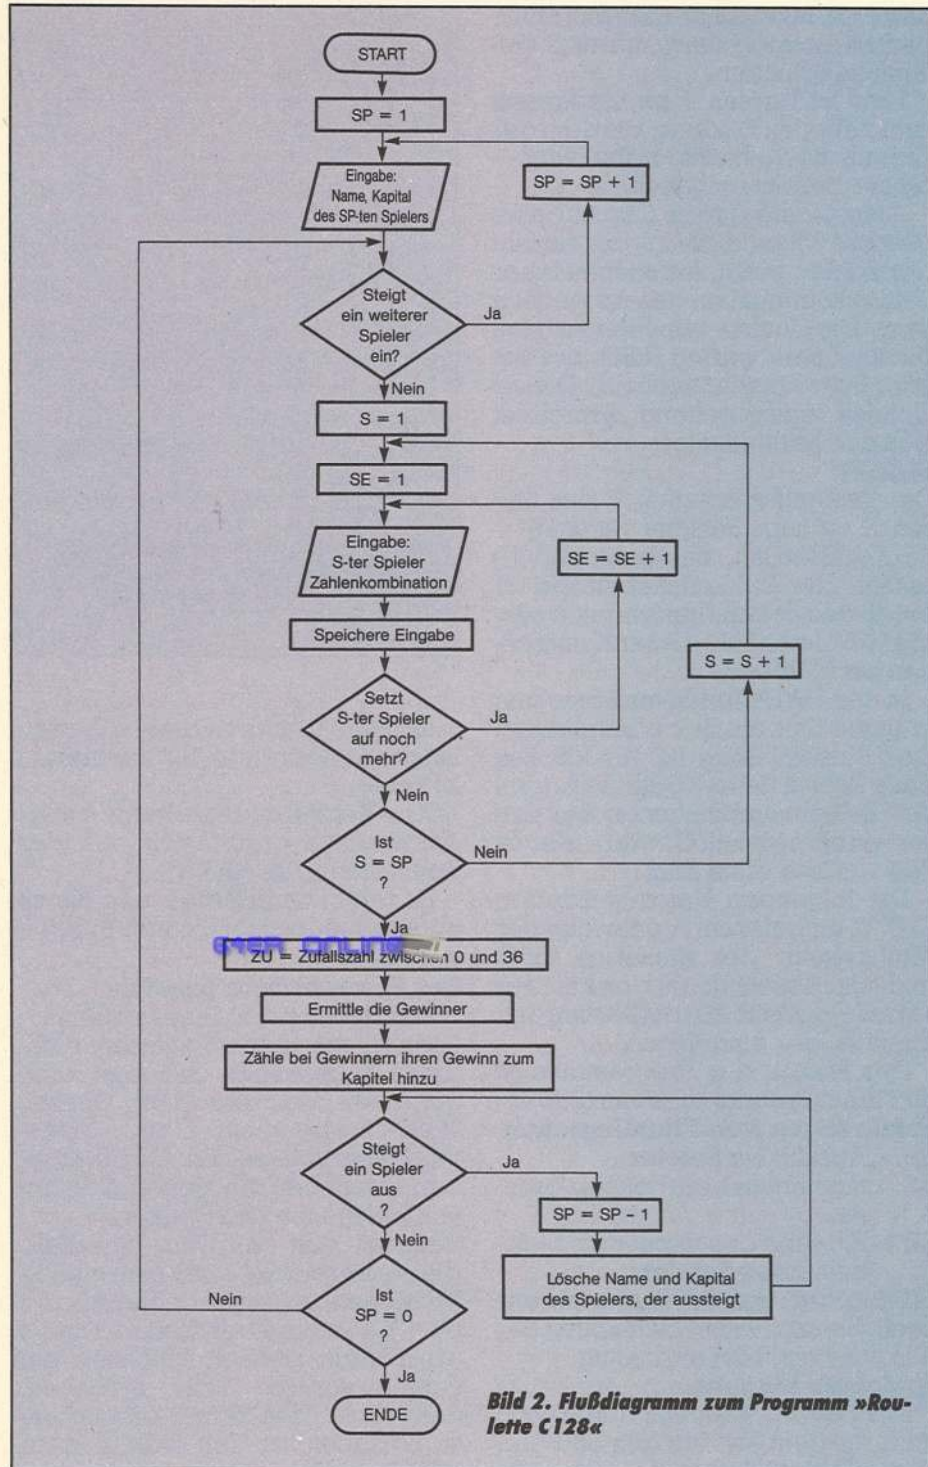 START
SP = 1
SP = SP + 1
Eingabe:
Name, Kapital
des SP-ten Spielers
Steigt
ein weiterer
Spieler
ein?
Ja
Nein
S = 1
SE = 1
Eingabe:
S-ter Spieler
Zahlenkombination
SE = SE + 1
Speichere Eingabe
S = S + 1
Setzt
S-ter Spieler
auf noch
mehr?
Ja
Nein
Ist
S = SP
?
Nein
Ja
64ER ONLINE
ZU = Zufallszahl zwischen 0 und 36
Ermittle die Gewinner
Zähle bei Gewinnern ihren Gewinn zum
Kapitel hinzu
Steigt
ein Spieler
aus
?
Ja
SP = SP - 1
Nein
Lösche Name und Kapital
des Spielers, der aussteigt
Ist
SP = 0
?
Nein
Ja
ENDE
Bild 2. Flußdiagramm zum Programm »Rou-
lette C128«